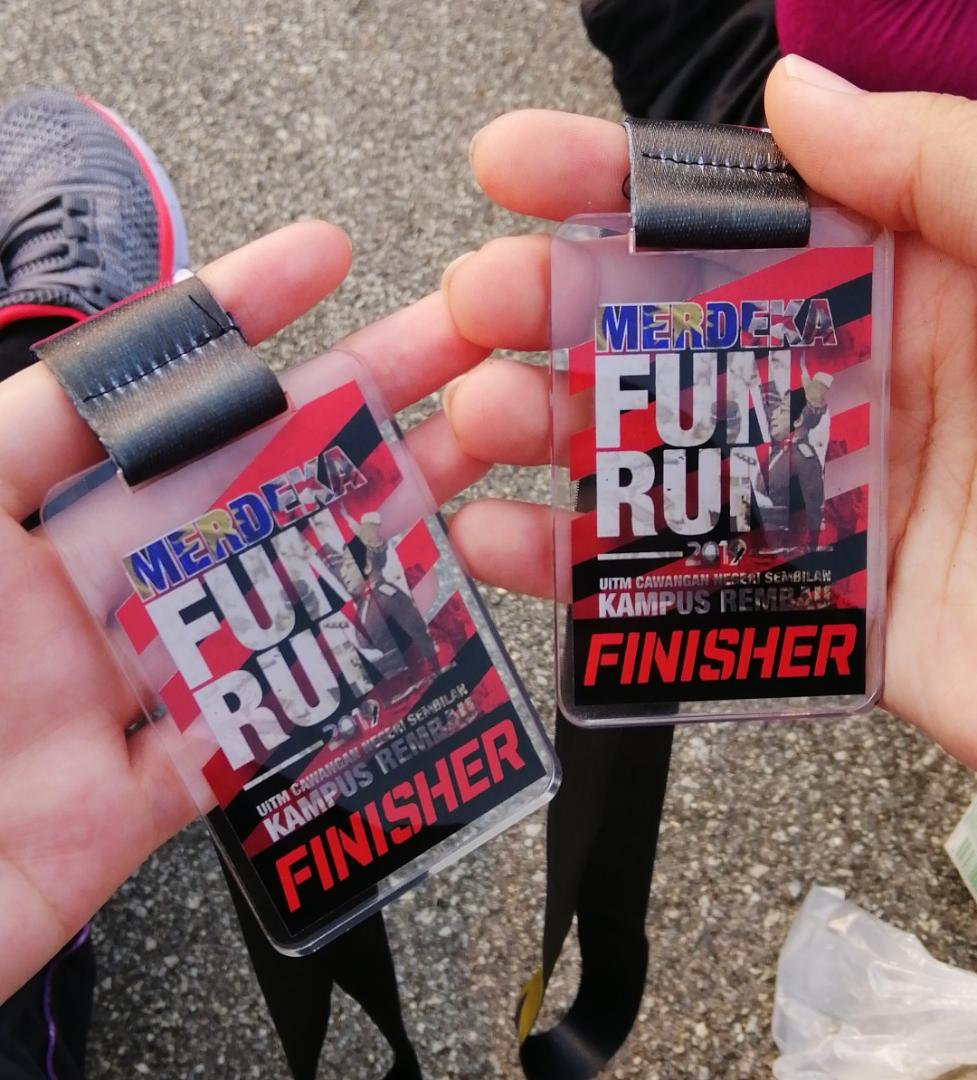 MERDEKA
FUN
RUN
2019
UITM CAWANGAN NEGERI SEMBILAN
KAMPUS REMBAU
FINISHER
MERDEKA
FUN
RUN
2019
UITM CAWANGAN NEGERI SEMBILAN
KAMPUS REMBAU
FINISHER